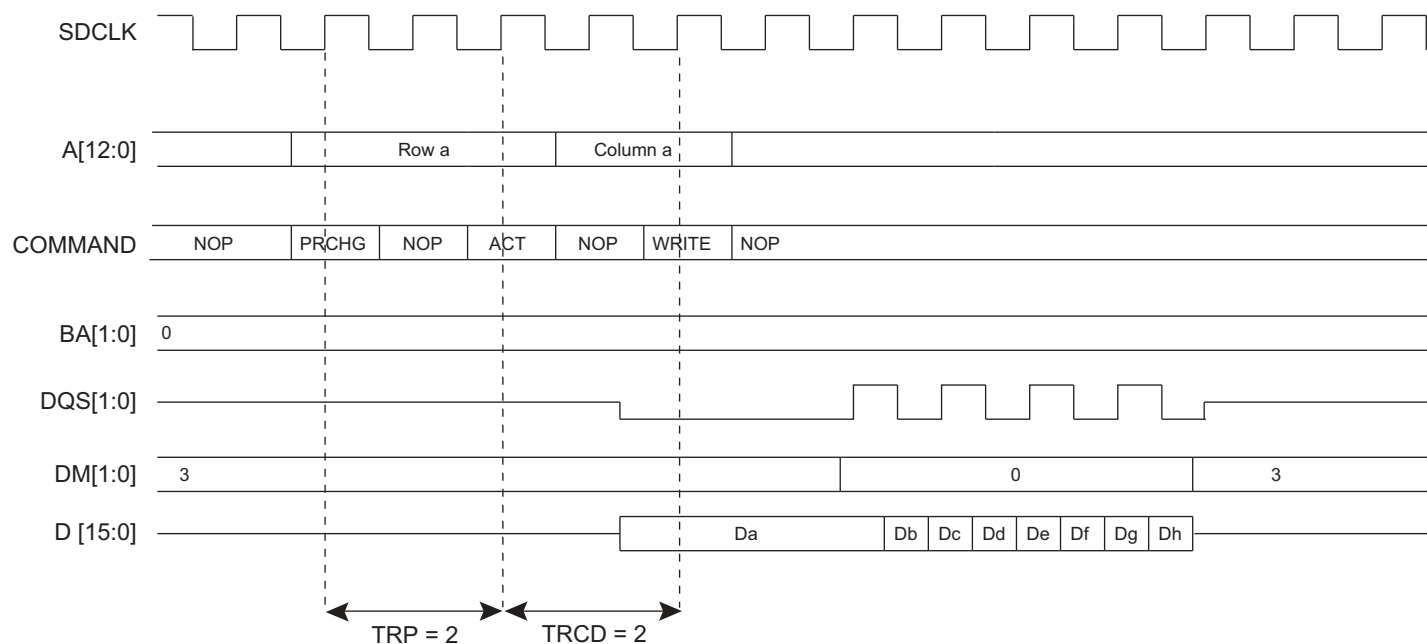 SDCLK
A[12:0] Row a Column a
COMMAND NOP PRCHG NOP ACT NOP WRITE NOP
BA[1:0] 0
DQS[1:0]
DM[1:0] 3 0 3
D [15:0] Da Db Dc Dd De Df Dg Dh
TRP = 2 TRCD = 2